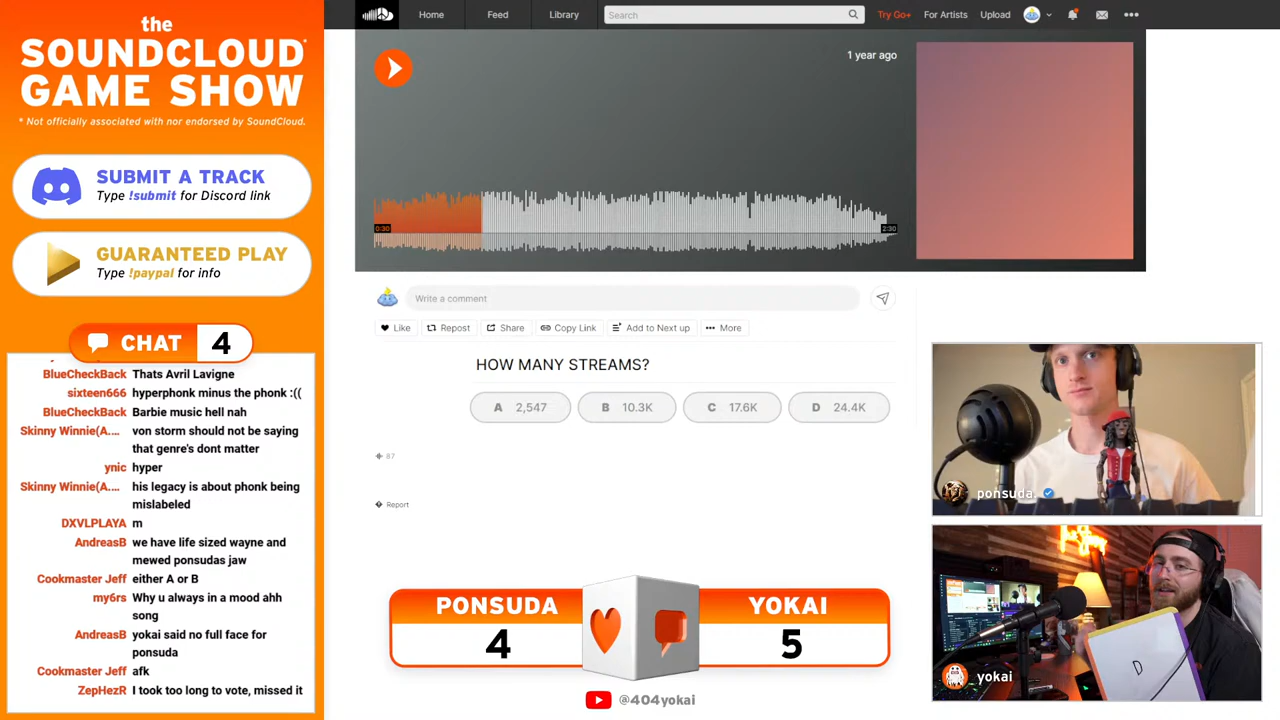 the
SOUNDCLOUD
GAME SHOW
* Not officially associated with nor endorsed by SoundCloud.
SUBMIT A TRACK
Type !submit for Discord link
GUARANTEED PLAY
Type !paypal for info
CHAT 4
BlueCheckBack Thats Avril Lavigne
sixteen666 hyperphonk minus the phonk :((
BlueCheckBack Barbie music hell nah
Skinny Winnie(A.... von storm should not be saying
that genre's dont matter
ynic hyper
Skinny Winnie(A.... his legacy is about phonk being
mislabeled
DXVLPLAYA m
AndreasB we have life sized wayne and
mewed ponsudas jaw
Cookmaster Jeff either A or B
my6rs Why u always in a mood ahh
song
AndreasB yokai said no full face for
ponsuda
Cookmaster Jeff afk
ZepHezR I took too long to vote, missed it
Home Feed Library Search Try Go+ For Artists Upload
1 year ago
0:30 2:30
Write a comment
Like Repost Share Copy Link Add to Next up More
HOW MANY STREAMS?
A 2,547 B 10.3K C 17.6K D 24.4K
87
Report
ponsuda.
D
yokai
PONSUDA YOKAI
4 5
@404yokai